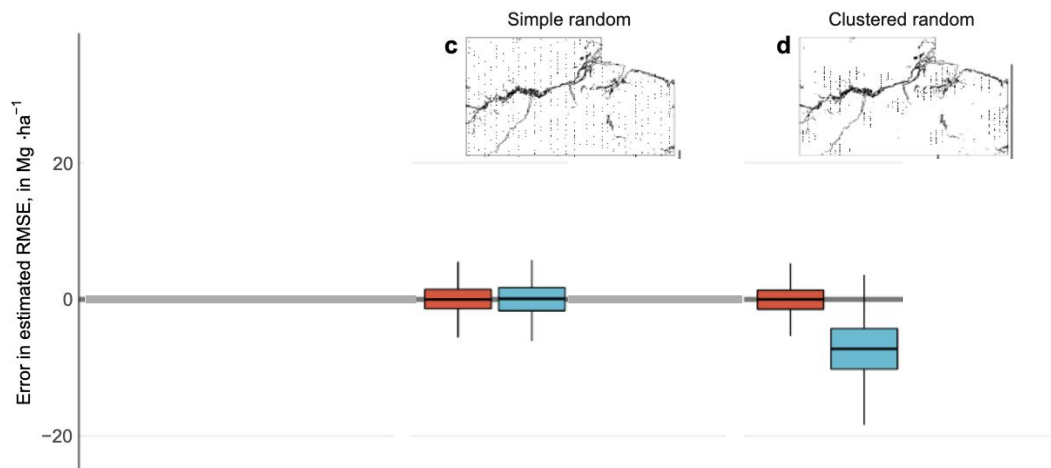 Simple random
Clustered random
c
d
Error in estimated RMSE, in Mg ·ha⁻¹
20
0
−20